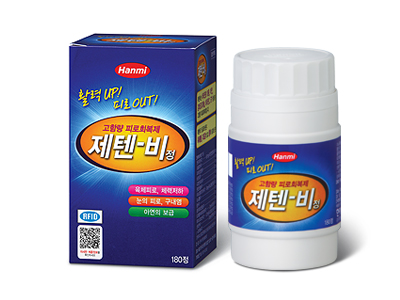 Hanmi
활력 UP!
피로 OUT!
고함량 피로회복제
제텐-비정
육체피로, 체력저하
눈의 피로, 구내염
아연의 보급
RFID
180정
Hanmi
활력 UP!
피로 OUT!
고함량 피로회복제
제텐-비정